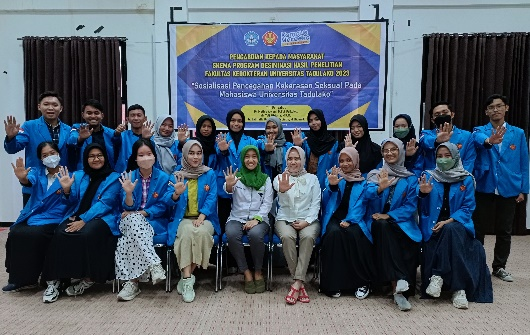 PENGABDIAN KEPADA MASYARAKAT
SKEMA PROGRAM DESIMINASI HASIL PENELITIAN
FAKULTAS KEDOKTERAN UNIVERSITAS TADULAKO 2023
"Sosialisasi Pencegahan Kekerasan Seksual Pada
Mahasiswa Universitas Tadulako"